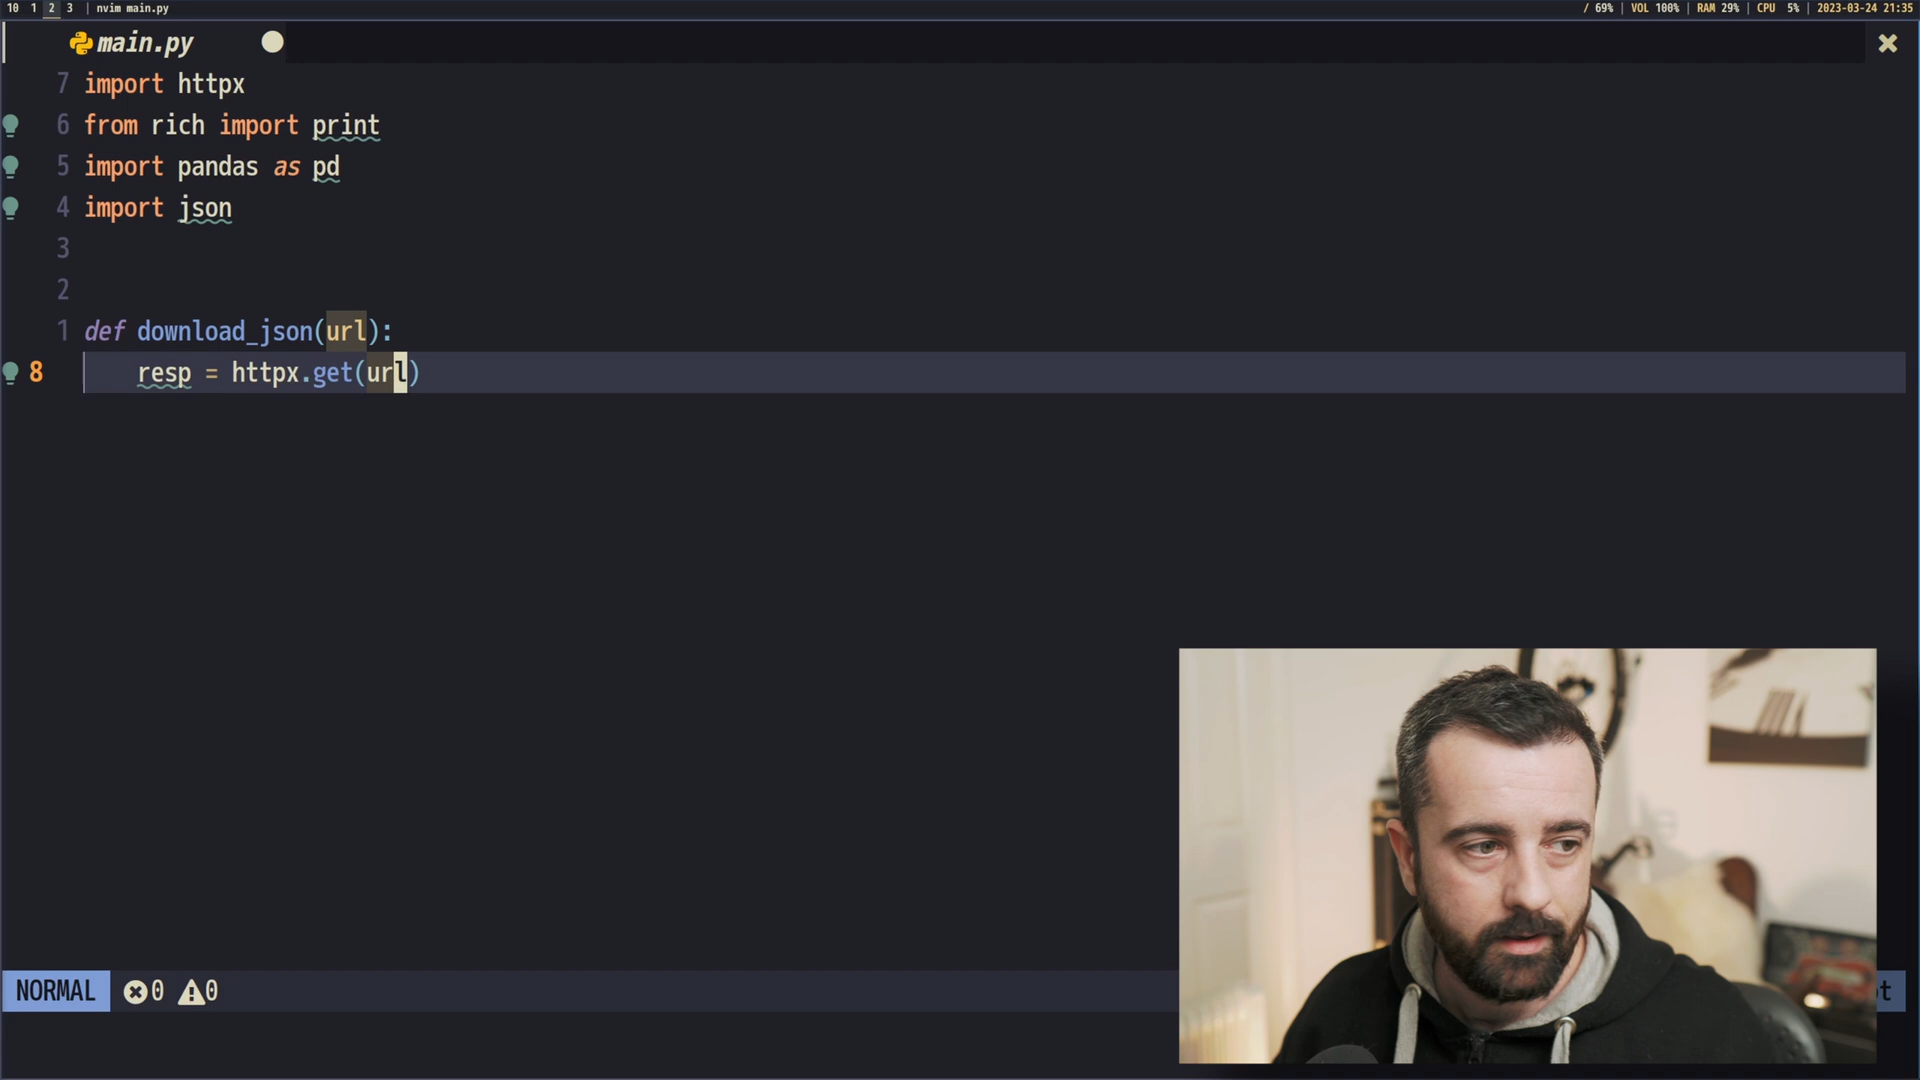 10 1 2 3 | nvim main.py
/ 69% | VOL 100% | RAM 29% | CPU 5% | 2023-03-24 21:35
main.py
7 import httpx
6 from rich import print
5 import pandas as pd
4 import json
3
2
1 def download_json(url):
8 resp = httpx.get(url)
NORMAL 0 0